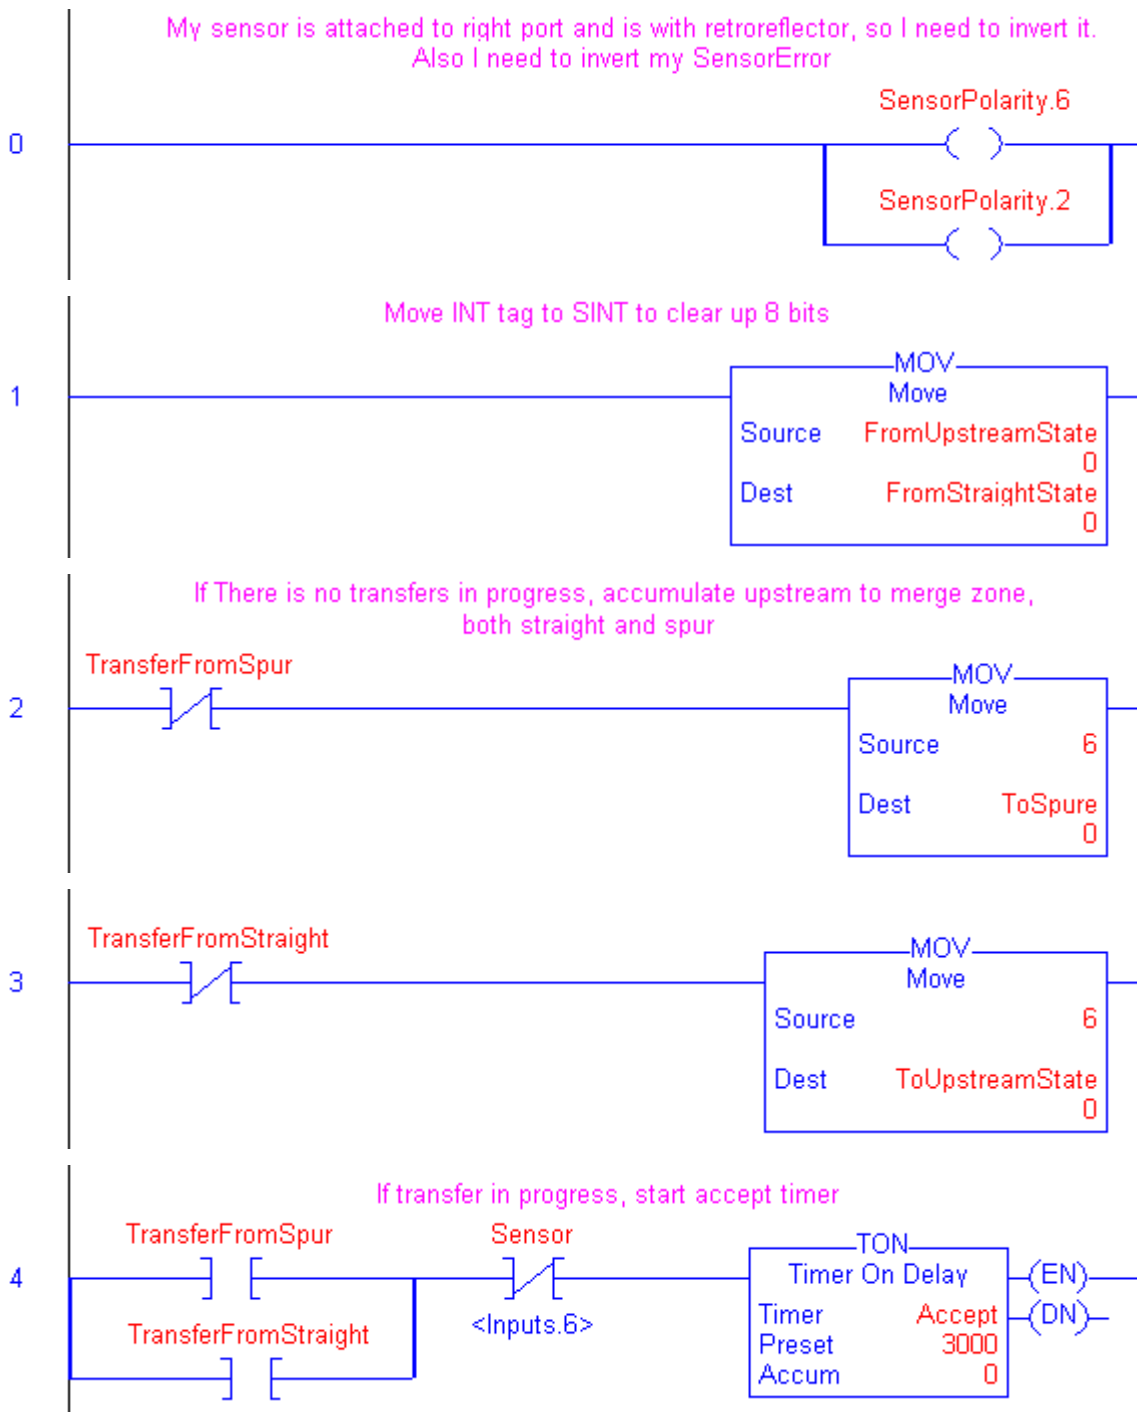 My sensor is attached to right port and is with retroreflector, so I need to invert it.
Also I need to invert my SensorError
SensorPolarity.6
0
SensorPolarity.2
Move INT tag to SINT to clear up 8 bits
MOV
1
Move
Source FromUpstreamState
0
Dest FromStraightState
0
If There is no transfers in progress, accumulate upstream to merge zone,
both straight and spur
TransferFromSpur
MOV
2
Move
Source 6
Dest ToSpure
0
TransferFromStraight
MOV
3
Move
Source 6
Dest ToUpstreamState
0
If transfer in progress, start accept timer
TransferFromSpur Sensor
TON
4
Timer On Delay (EN)
<Inputs.6>
Timer Accept (DN)
TransferFromStraight
Preset 3000
Accum 0